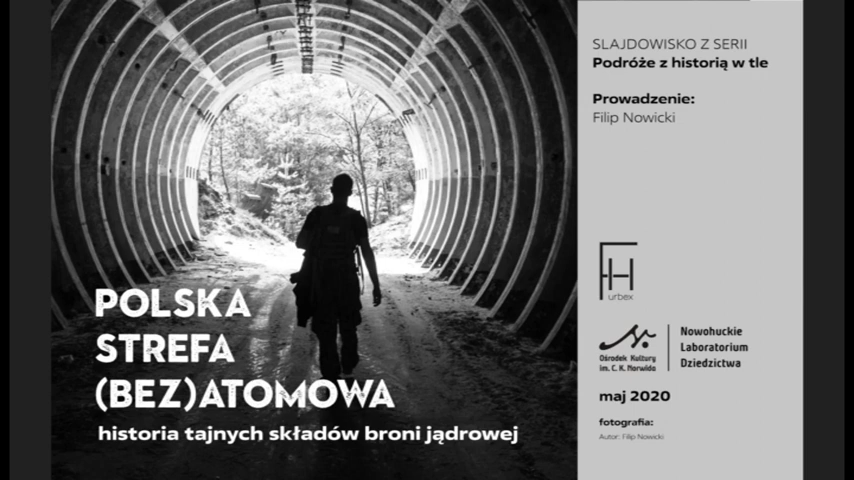 POLSKA
STREFA
(BEZ)ATOMOWA
historia tajnych składów broni jądrowej
SLAJDOWISKO Z SERII
Podróże z historią w tle
Prowadzenie:
Filip Nowicki
FH
urbex
Ośrodek Kultury
im. C. K. Norwida
Nowohuckie
Laboratorium
Dziedzictwa
maj 2020
fotografia:
Autor: Filip Nowicki